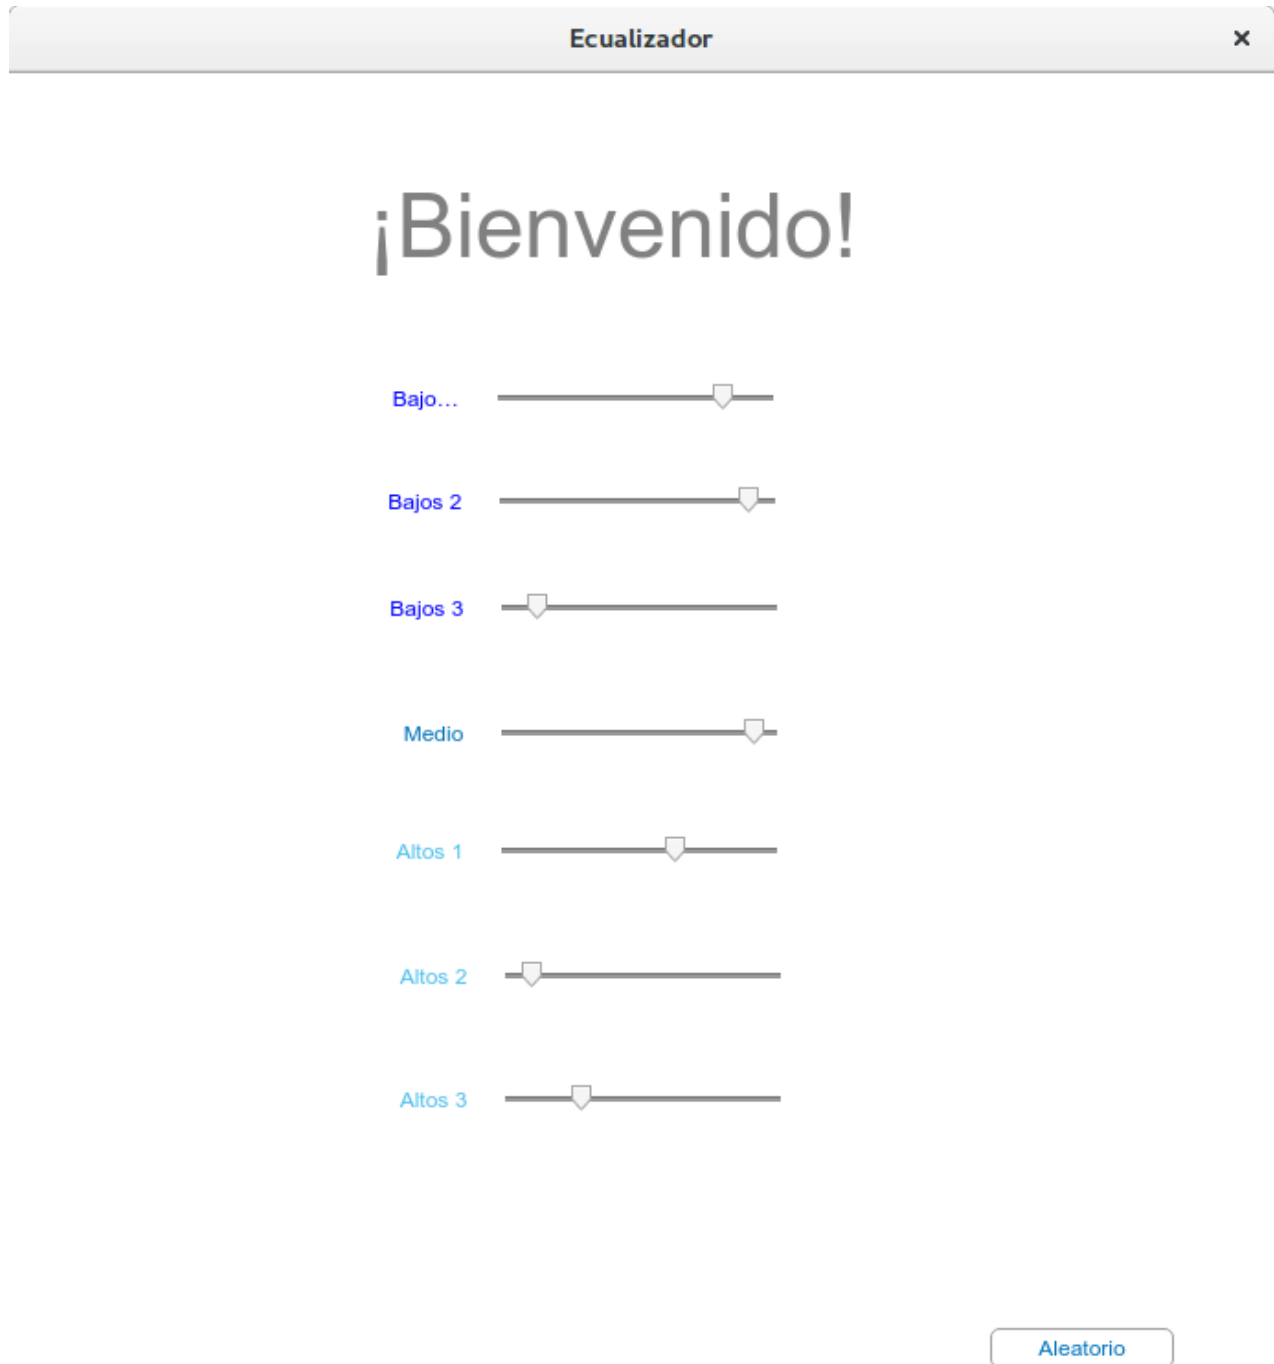 Ecualizador
¡Bienvenido!
Bajo…
Bajos 2
Bajos 3
Medio
Altos 1
Altos 2
Altos 3
Aleatorio